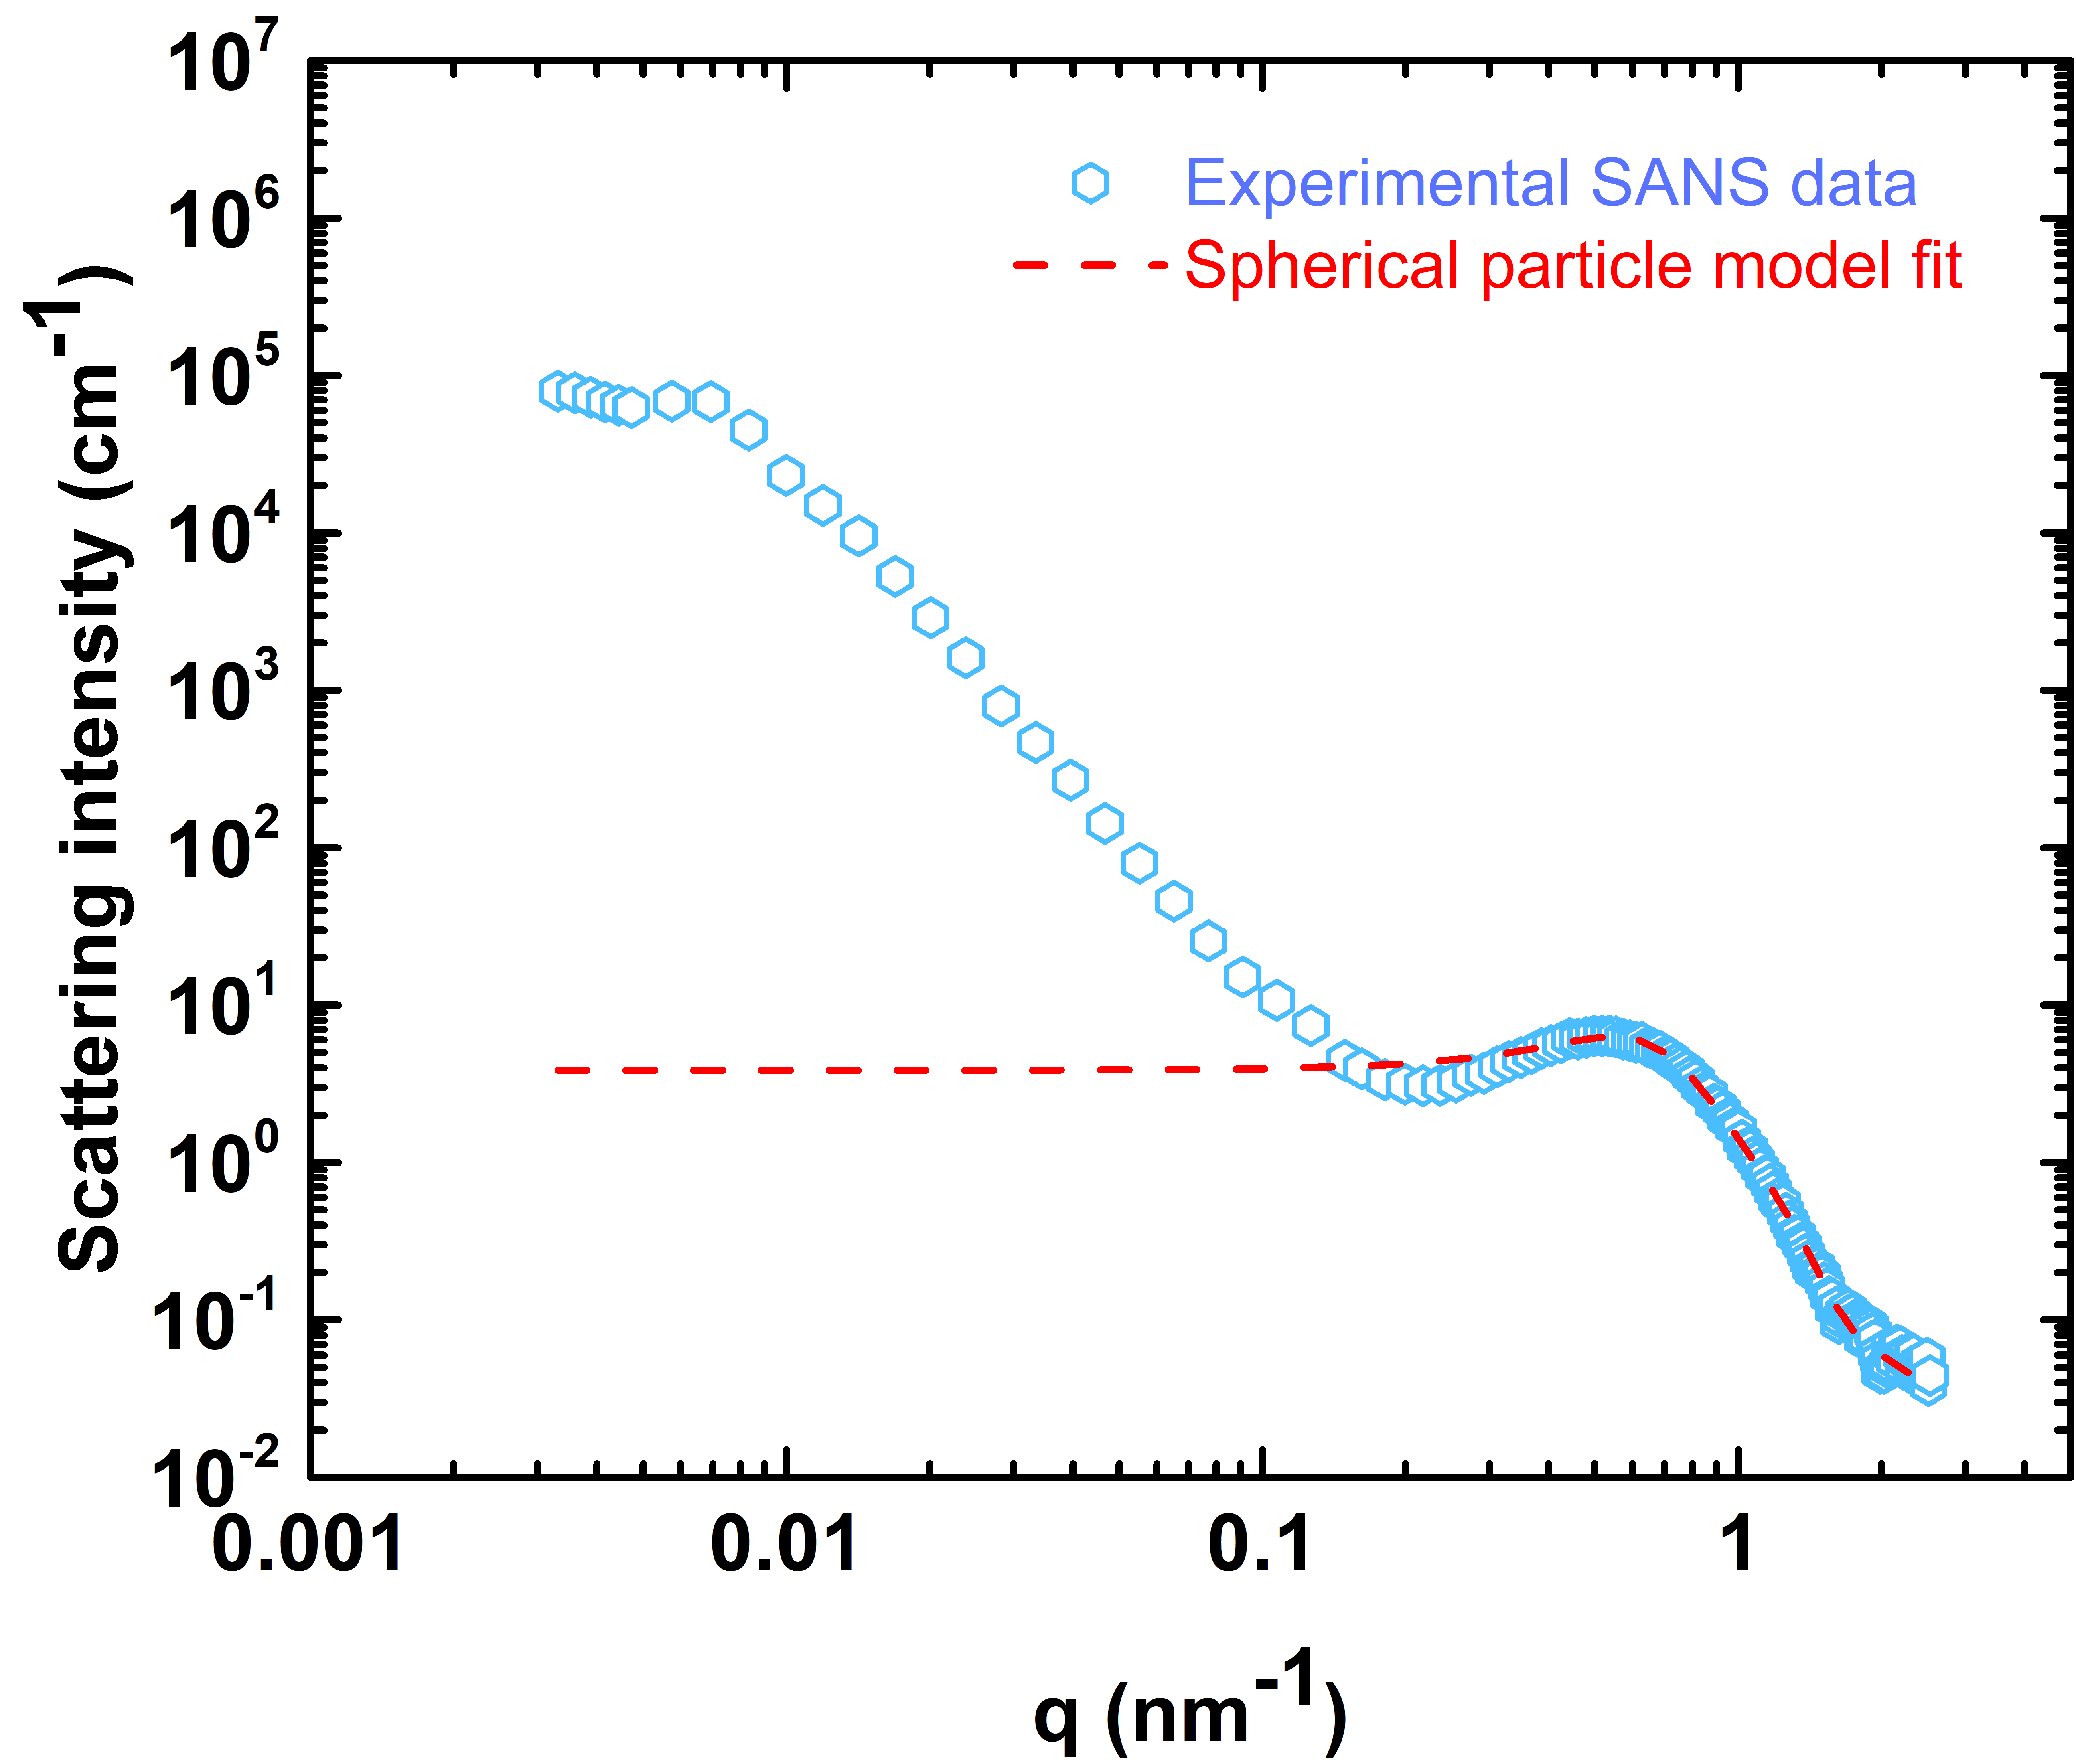 10^7
10^6
10^5
10^4
10^3
10^2
10^1
10^0
10^-1
10^-2
Scattering intensity (cm^-1)
Experimental SANS data
Spherical particle model fit
0.001 0.01 0.1 1
q (nm^-1)